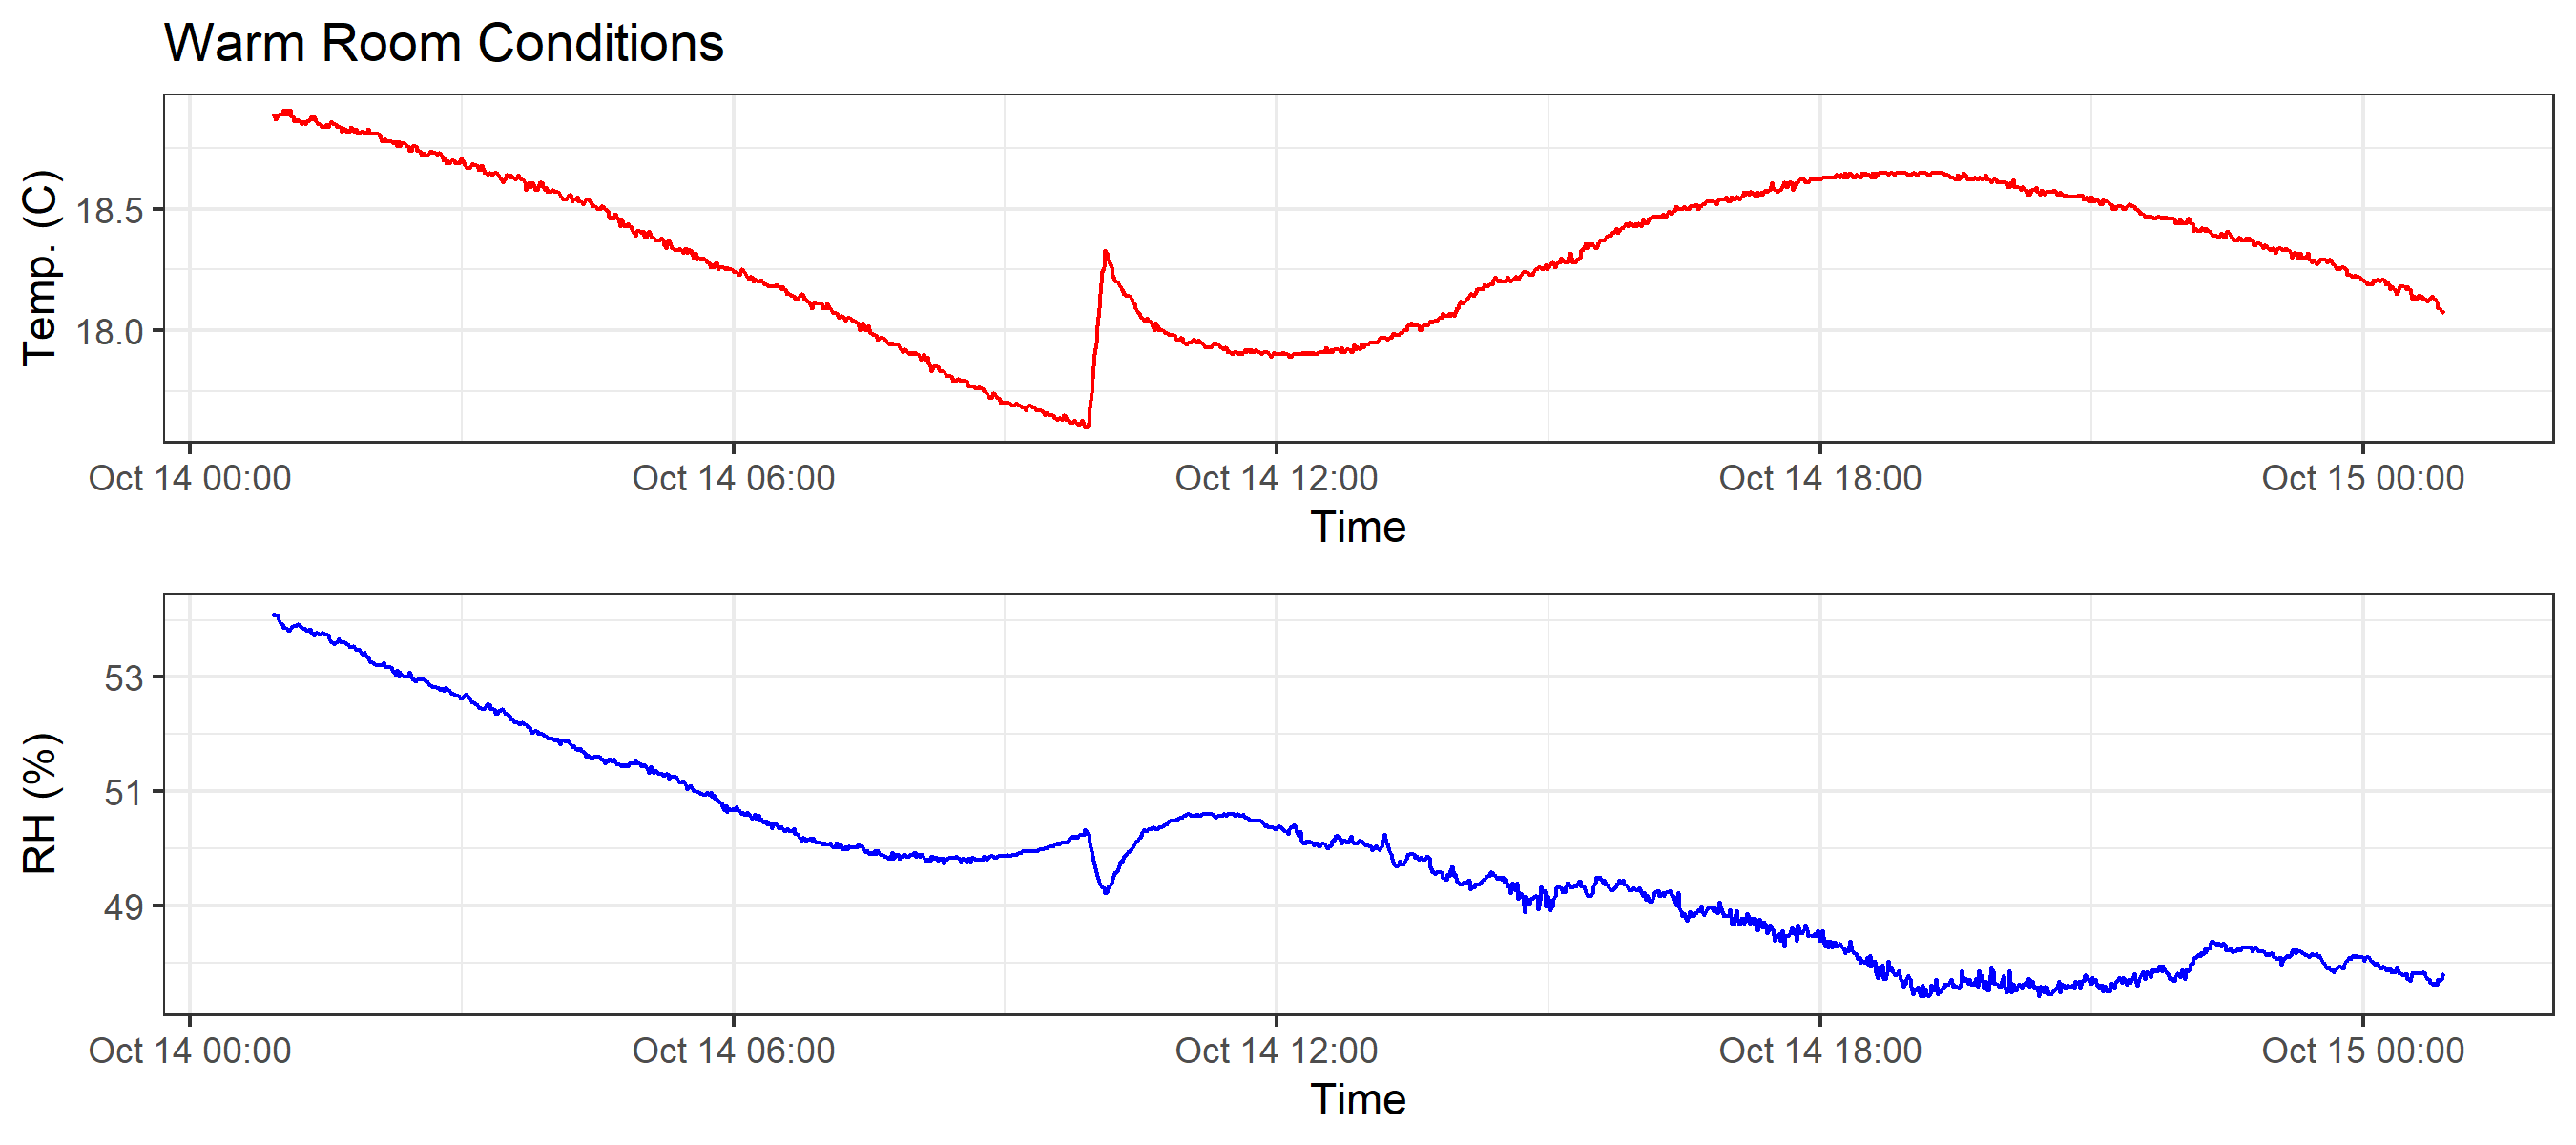 Warm Room Conditions
Temp. (C)
18.5
18.0
Oct 14 00:00 Oct 14 06:00 Oct 14 12:00 Oct 14 18:00 Oct 15 00:00
Time
RH (%)
53
51
49
Oct 14 00:00 Oct 14 06:00 Oct 14 12:00 Oct 14 18:00 Oct 15 00:00
Time